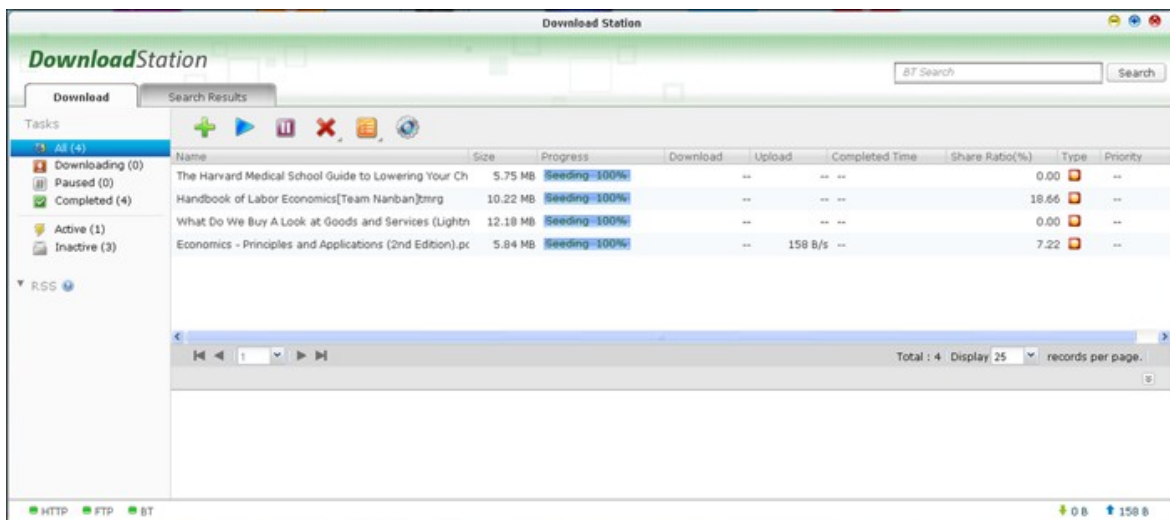 Download Station
DownloadStation
BT Search Search
Download Search Results
Tasks
All (4)
Downloading (0)
Paused (0)
Completed (4)
Active (1)
Inactive (3)
RSS
Name Size Progress Download Upload Completed Time Share Ratio(%) Type Priority
The Harvard Medical School Guide to Lowering Your Ch 5.75 MB Seeding 100% -- -- -- 0.00 --
Handbook of Labor Economics[Team Nanban]tmrg 10.22 MB Seeding 100% -- -- -- 18.66 --
What Do We Buy A Look at Goods and Services (Lightn 12.18 MB Seeding 100% -- -- -- 0.00 --
Economics - Principles and Applications (2nd Edition).pc 5.84 MB Seeding 100% -- 158 B/s -- 7.22 --
1 Total : 4 Display 25 records per page.
HTTP FTP BT 0 B 158 B